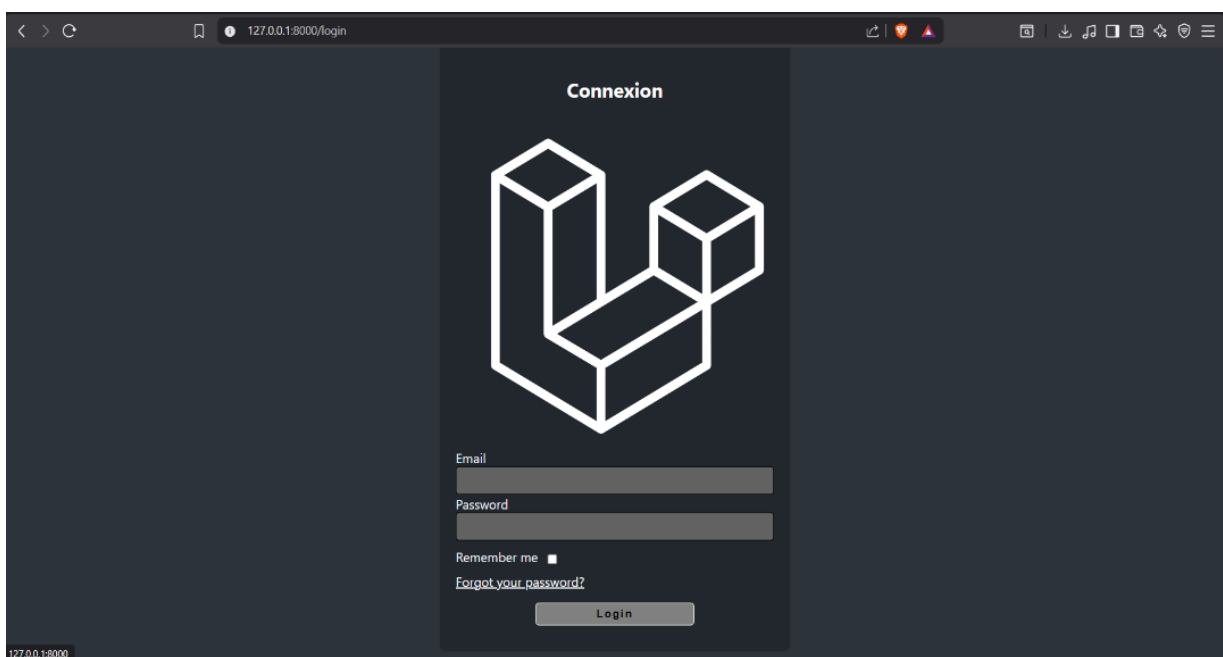 127.0.0.1:8000/login
Connexion
Email
Password
Remember me
Forgot your password?
Login
127.0.0.1:8000